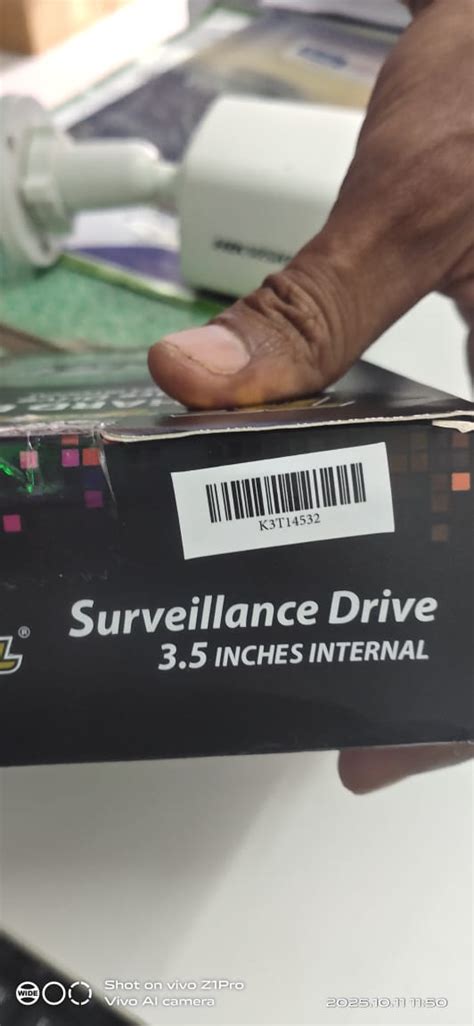 K3T14532
L®
Surveillance Drive
3.5 INCHES INTERNAL
WIDE
Shot on vivo Z1Pro
Vivo AI camera
2025.10.11 11:50